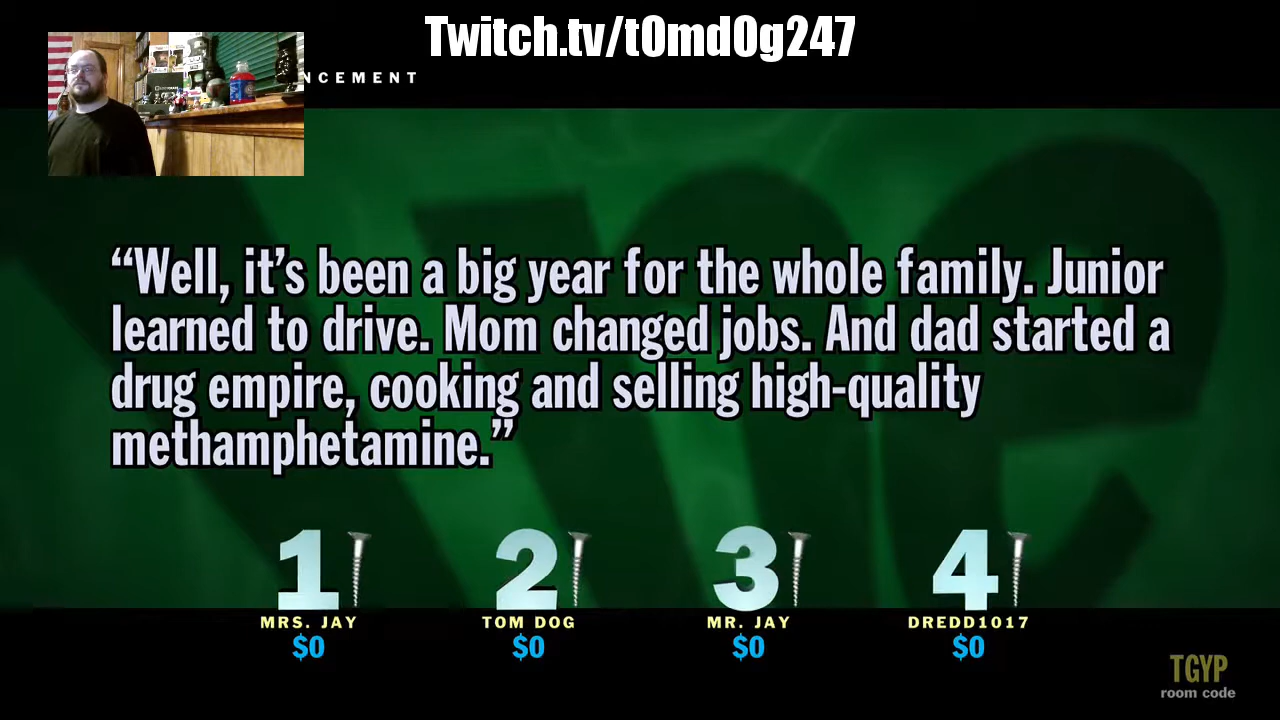 Twitch.tv/t0md0g247
NCEMENT
“Well, it’s been a big year for the whole family. Junior
learned to drive. Mom changed jobs. And dad started a
drug empire, cooking and selling high-quality
methamphetamine.”
1 2 3 4
MRS. JAY TOM DOG MR. JAY DREDD1017
$0 $0 $0 $0
TGYP
room code